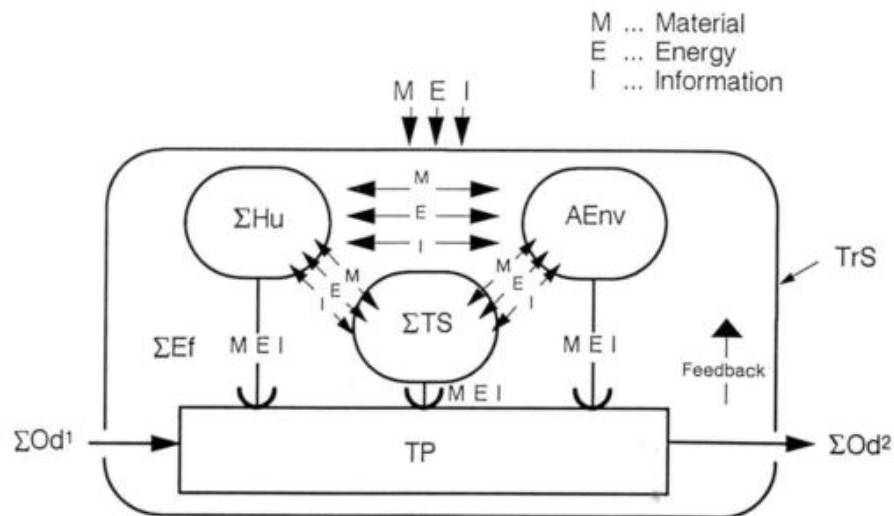 M ... Material
E ... Energy
I ... Information
M E I
M
E
I
ΣHu
AEnv
TrS
M
E
I
M
E
I
ΣTS
ΣEf
M E I
M E I
M E I
Feedback
I
ΣOd¹
TP
ΣOd²